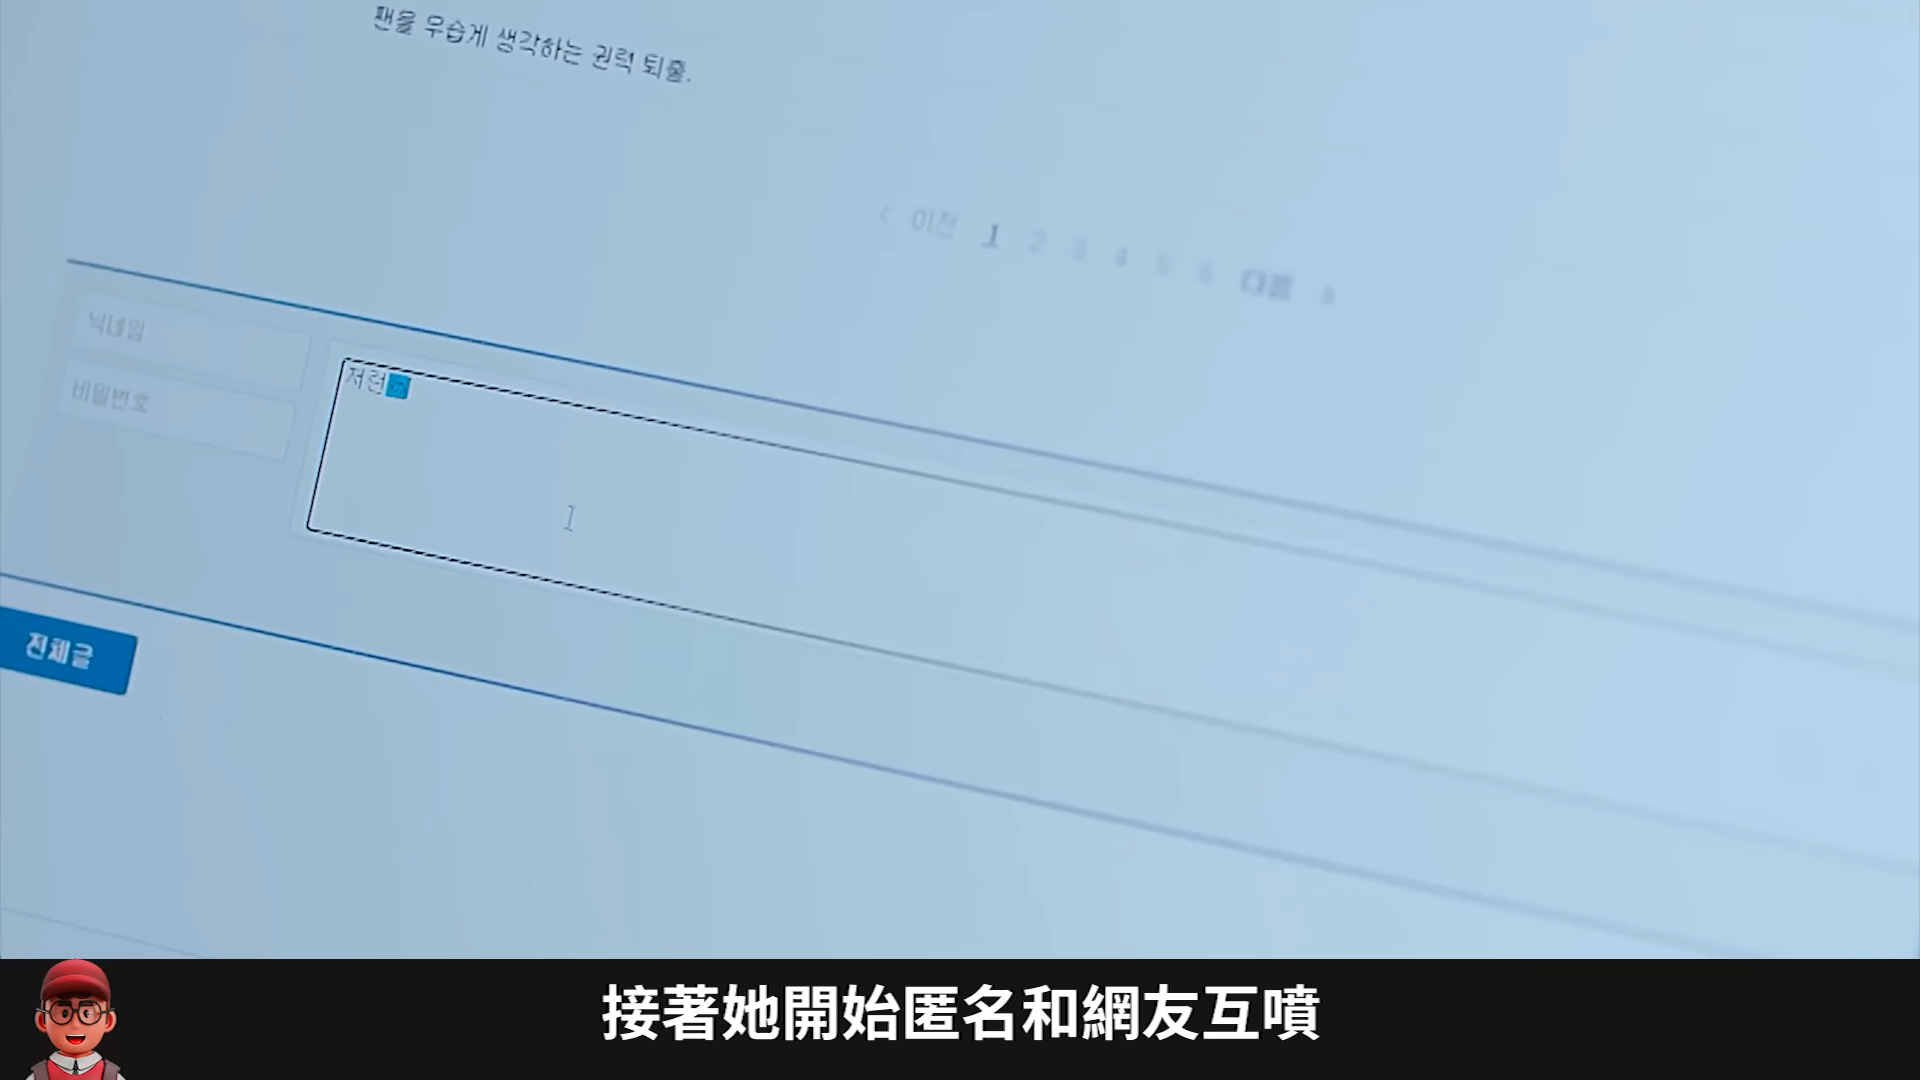 팬을 우습게 생각하는 권력 퇴출.
< 이전 1 2 3 4 5 6 다음 >
닉네임
비밀번호
저런
전체글
接著她開始匿名和網友互噴